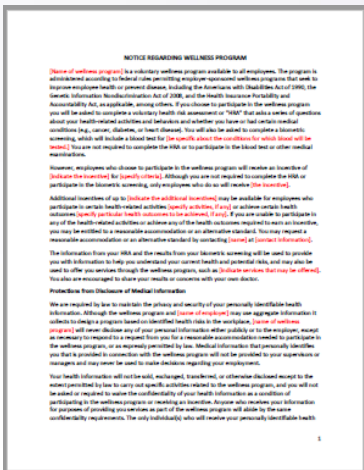 NOTICE REGARDING WELLNESS PROGRAM
[Name of wellness program] is a voluntary wellness program available to all employees. The program is
administered according to federal rules permitting employer-sponsored wellness programs that seek to
improve employee health or prevent disease, including the Americans with Disabilities Act of 1990, the
Genetic Information Nondiscrimination Act of 2008, and the Health Insurance Portability and
Accountability Act, as applicable, among others. If you choose to participate in the wellness program
you will be asked to complete a voluntary health risk assessment or "HRA" that asks a series of questions
about your health-related activities and behaviors and whether you have or had certain medical
conditions (e.g., cancer, diabetes, or heart disease). You will also be asked to complete a biometric
screening, which will include a blood test for [be specific about the conditions for which blood will be
tested.] You are not required to complete the HRA or to participate in the blood test or other medical
examinations.
However, employees who choose to participate in the wellness program will receive an incentive of
[indicate the incentive] for [specify criteria]. Although you are not required to complete the HRA or
participate in the biometric screening, only employees who do so will receive [the incentive].
Additional incentives of up to [indicate the additional incentives] may be available for employees who
participate in certain health-related activities [specify activities, if any] or achieve certain health
outcomes [specify particular health outcomes to be achieved, if any]. If you are unable to participate in
any of the health-related activities or achieve any of the health outcomes required to earn an incentive,
you may be entitled to a reasonable accommodation or an alternative standard. You may request a
reasonable accommodation or an alternative standard by contacting [name] at [contact information].
The information from your HRA and the results from your biometric screening will be used to provide
you with information to help you understand your current health and potential risks, and may also be
used to offer you services through the wellness program, such as [indicate services that may be offered].
You also are encouraged to share your results or concerns with your own doctor.
Protections from Disclosure of Medical Information
We are required by law to maintain the privacy and security of your personally identifiable health
information. Although the wellness program and [name of employer] may use aggregate information it
collects to design a program based on identified health risks in the workplace, [name of wellness
program] will never disclose any of your personal information either publicly or to the employer, except
as necessary to respond to a request from you for a reasonable accommodation needed to participate in
the wellness program, or as expressly permitted by law. Medical information that personally identifies
you that is provided in connection with the wellness program will not be provided to your supervisors or
managers and may never be used to make decisions regarding your employment.
Your health information will not be sold, exchanged, transferred, or otherwise disclosed except to the
extent permitted by law to carry out specific activities related to the wellness program, and you will not
be asked or required to waive the confidentiality of your health information as a condition of
participating in the wellness program or receiving an incentive. Anyone who receives your information
for purposes of providing you services as part of the wellness program will abide by the same
confidentiality requirements. The only individual(s) who will receive your personally identifiable health
1